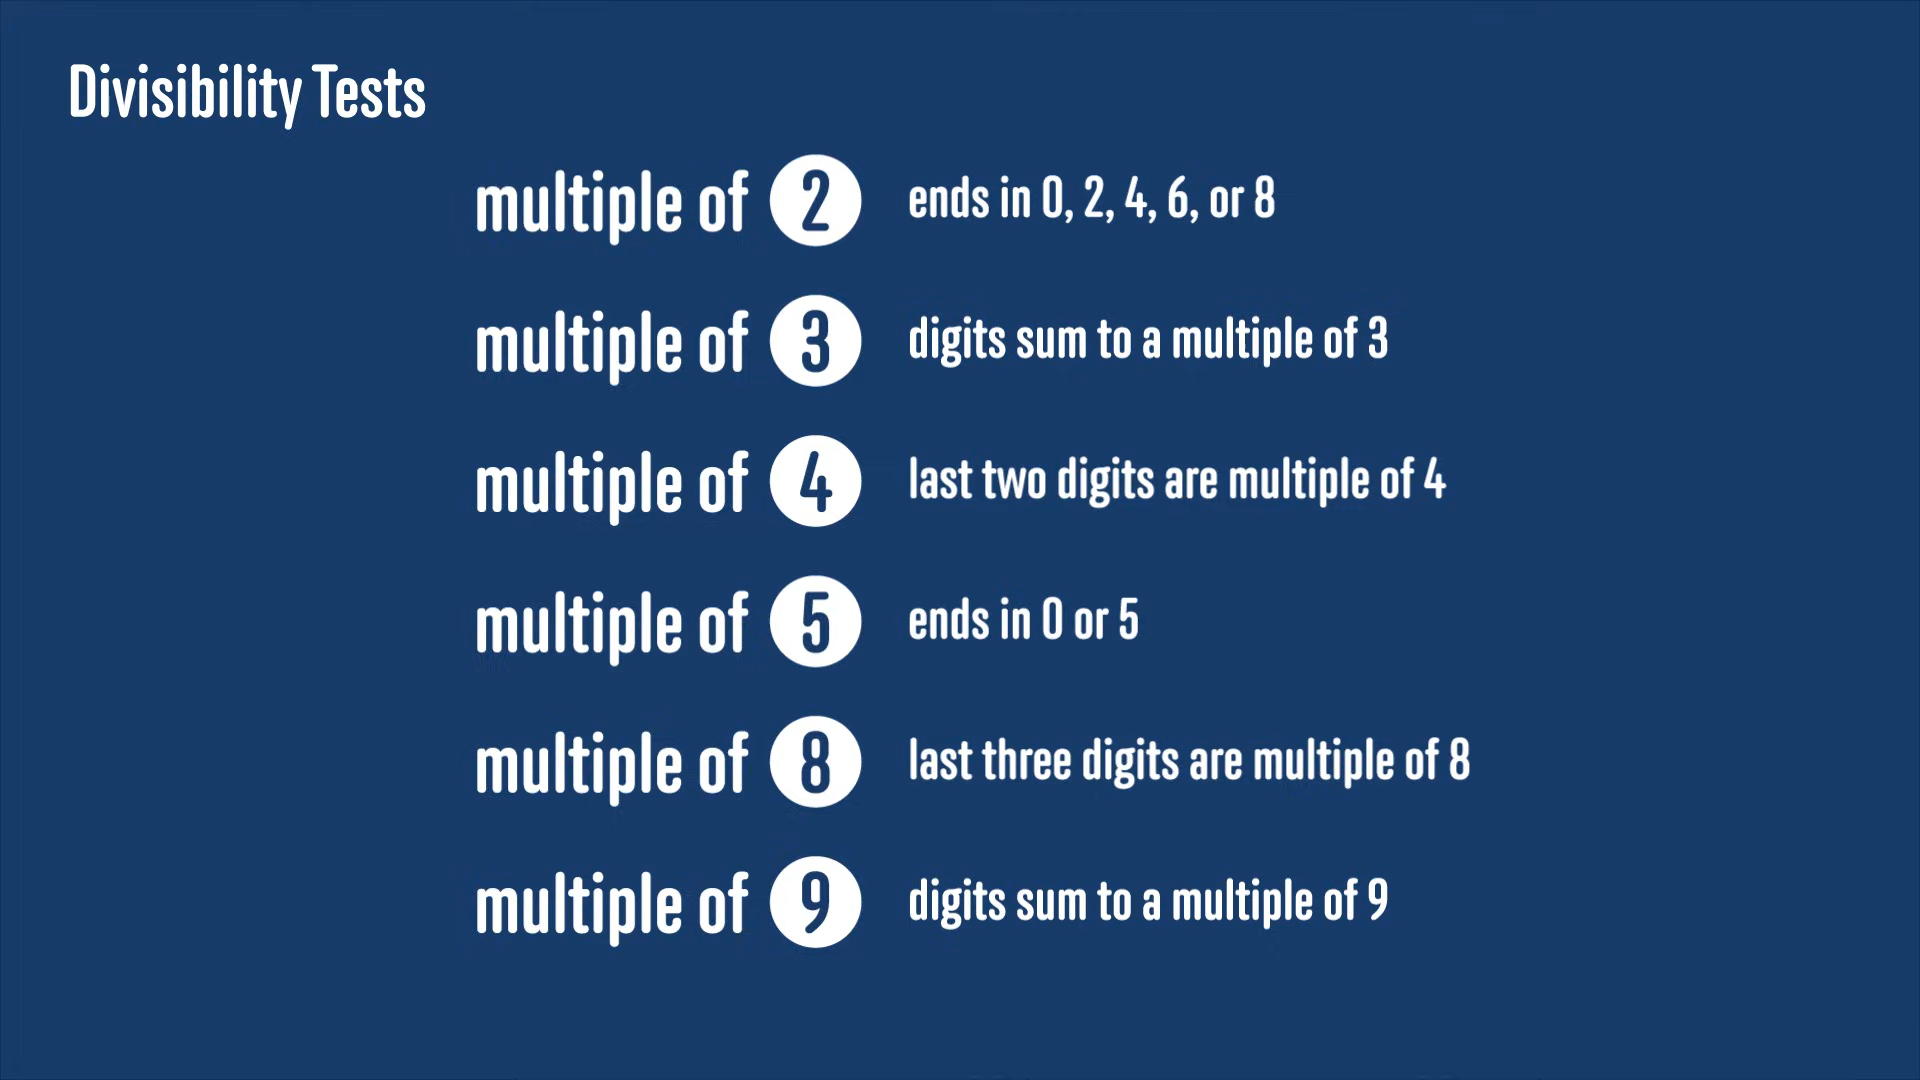 Divisibility Tests
multiple of 2 ends in 0, 2, 4, 6, or 8
multiple of 3 digits sum to a multiple of 3
multiple of 4 last two digits are multiple of 4
multiple of 5 ends in 0 or 5
multiple of 8 last three digits are multiple of 8
multiple of 9 digits sum to a multiple of 9